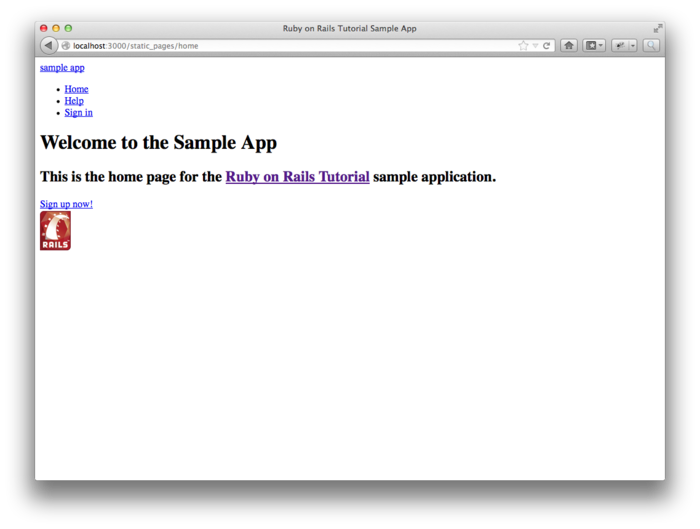 Ruby on Rails Tutorial Sample App
localhost:3000/static_pages/home
sample app
Home
Help
Sign in
Welcome to the Sample App
This is the home page for the Ruby on Rails Tutorial sample application.
Sign up now!
RAILS